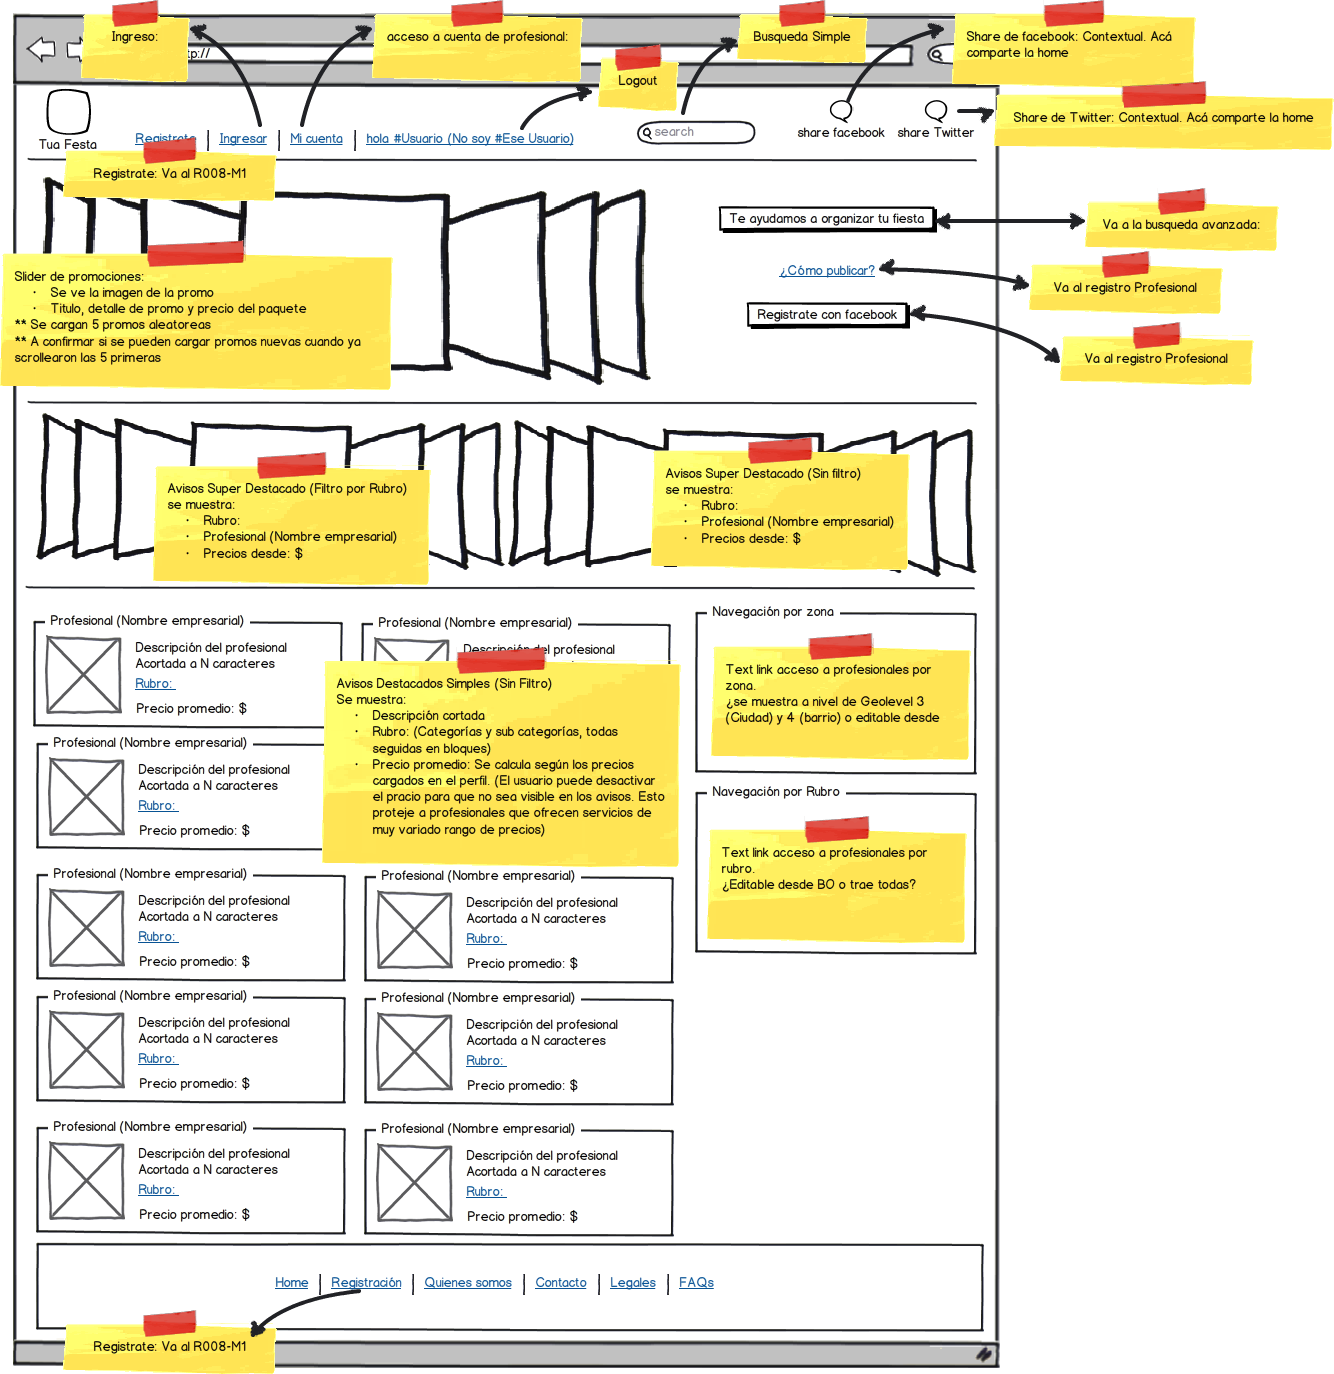 Ingreso:
acceso a cuenta de profesional:
Busqueda Simple
Share de facebook: Contextual. Acá
comparte la home
Logout
tp://
Share de Twitter: Contextual. Acá comparte la home
Tua Festa
Registrate
Ingresar
Mi cuenta
hola #Usuario (No soy #Ese Usuario)
search
share facebook
share Twitter
Registrate: Va al R008-M1
Te ayudamos a organizar tu fiesta
Va a la busqueda avanzada:
¿Cómo publicar?
Va al registro Profesional
Registrate con facebook
Va al registro Profesional
Slider de promociones:
· Se ve la imagen de la promo
· Titulo, detalle de promo y precio del paquete
** Se cargan 5 promos aleatoreas
** A confirmar si se pueden cargar promos nuevas cuando ya
scrollearon las 5 primeras
Avisos Super Destacado (Filtro por Rubro)
se muestra:
· Rubro:
· Profesional (Nombre empresarial)
· Precios desde: $
Avisos Super Destacado (Sin filtro)
se muestra:
· Rubro:
· Profesional (Nombre empresarial)
· Precios desde: $
Profesional (Nombre empresarial)
Descripción del profesional
Acortada a N caracteres
Rubro:
Precio promedio: $
Profesional (Nombre empresarial)
Descripción del profesional
Avisos Destacados Simples (Sin Filtro)
Se muestra:
· Descripción cortada
· Rubro: (Categorías y sub categorías, todas
seguidas en bloques)
· Precio promedio: Se calcula según los precios
cargados en el perfil. (El usuario puede desactivar
el pracio para que no sea visible en los avisos. Esto
proteje a profesionales que ofrecen servicios de
muy variado rango de precios)
Navegación por zona
Text link acceso a profesionales por
zona.
¿se muestra a nivel de Geolevel 3
(Ciudad) y 4 (barrio) o editable desde
Profesional (Nombre empresarial)
Descripción del profesional
Acortada a N caracteres
Rubro:
Precio promedio: $
Navegación por Rubro
Text link acceso a profesionales por
rubro.
¿Editable desde BO o trae todas?
Profesional (Nombre empresarial)
Descripción del profesional
Acortada a N caracteres
Rubro:
Precio promedio: $
Profesional (Nombre empresarial)
Descripción del profesional
Acortada a N caracteres
Rubro:
Precio promedio: $
Profesional (Nombre empresarial)
Descripción del profesional
Acortada a N caracteres
Rubro:
Precio promedio: $
Profesional (Nombre empresarial)
Descripción del profesional
Acortada a N caracteres
Rubro:
Precio promedio: $
Profesional (Nombre empresarial)
Descripción del profesional
Acortada a N caracteres
Rubro:
Precio promedio: $
Profesional (Nombre empresarial)
Descripción del profesional
Acortada a N caracteres
Rubro:
Precio promedio: $
Home
Registración
Quienes somos
Contacto
Legales
FAQs
Registrate: Va al R008-M1